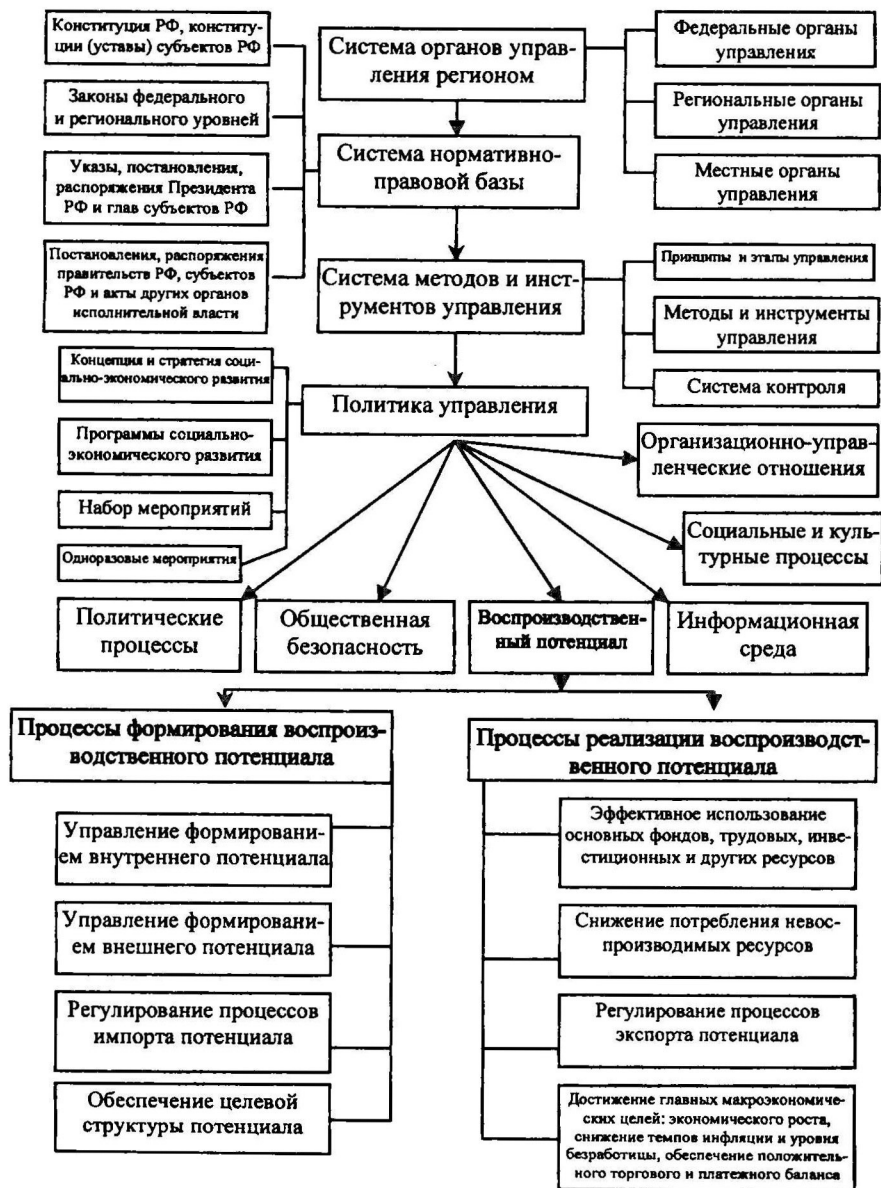 Конституция РФ, конститу-
ции (уставы) субъектов РФ
Законы федерального
и регионального уровней
Указы, постановления,
распоряжения Президента
РФ и глав субъектов РФ
Постановления, распоряжения
правительств РФ, субъектов
РФ и акты других органов
исполнительной власти
Система органов управ-
ления регионом
Система нормативно-
правовой базы
Система методов и инст-
рументов управления
Политика управления
Федеральные органы
управления
Региональные органы
управления
Местные органы
управления
Принципы и этапы управления
Методы и инструменты
управления
Система контроля
Концепция и стратегия соци-
ально-экономического развития
Программы социально-
экономического развития
Набор мероприятий
Одноразовые мероприятия
Организационно-управ-
ленческие отношения
Социальные и куль-
турные процессы
Политические
процессы
Общественная
безопасность
Воспроизводствен-
ный потенциал
Информационная
среда
Процессы формирования воспроиз-
водственного потенциала
Управление формировани-
ем внутреннего потенциала
Управление формировани-
ем внешнего потенциала
Регулирование процессов
импорта потенциала
Обеспечение целевой
структуры потенциала
Процессы реализации воспроизводст-
венного потенциала
Эффективное использование
основных фондов, трудовых, инве-
стиционных и других ресурсов
Снижение потребления невос-
производимых ресурсов
Регулирование процессов
экспорта потенциала
Достижение главных макроэкономиче-
ских целей: экономического роста,
снижение темпов инфляции и уровня
безработицы, обеспечение положитель-
ного торгового и платежного баланса